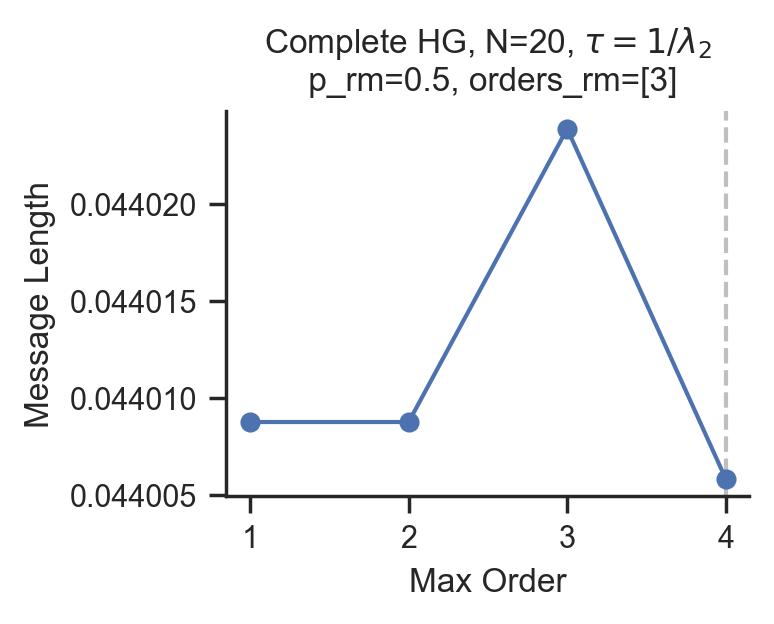 Complete HG, N=20, τ = 1/λ₂
p_rm=0.5, orders_rm=[3]
Message Length
0.044020
0.044015
0.044010
0.044005
1 2 3 4
Max Order